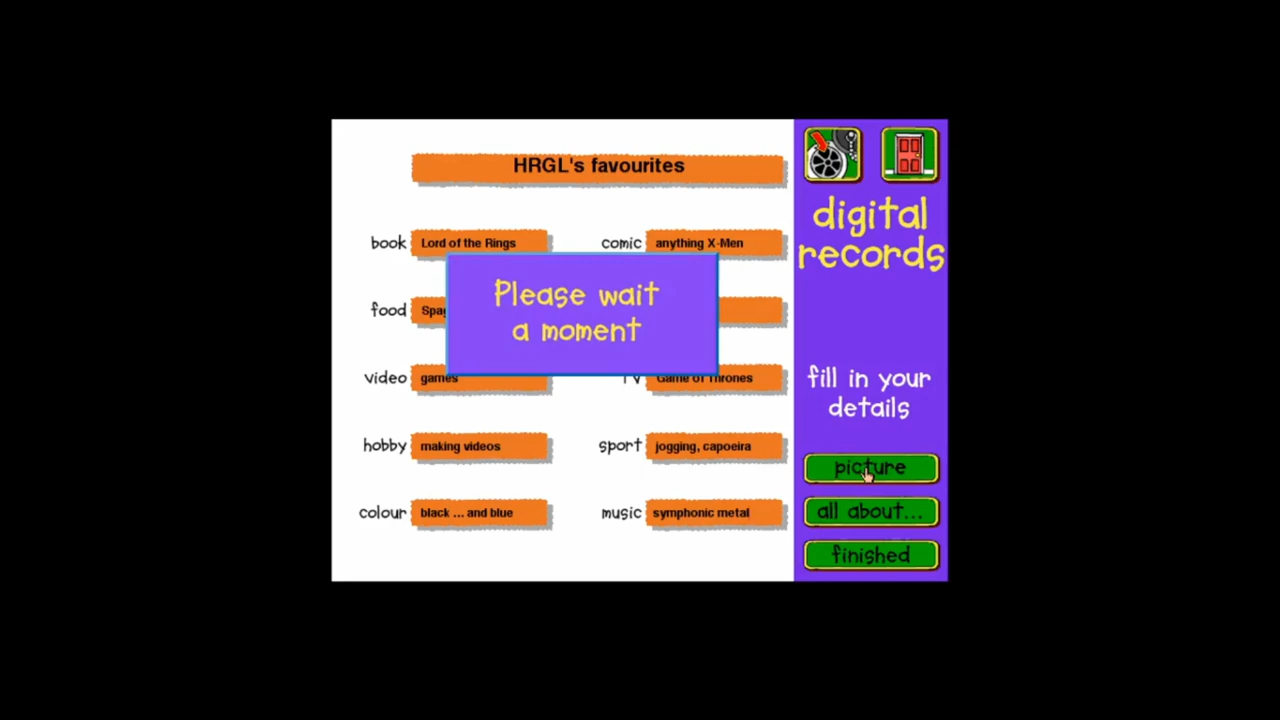 HRGL's favourites
book Lord of the Rings comic anything X-Men
food
video games TV Game of Thrones
hobby making videos sport jogging, capoeira
colour black ... and blue music symphonic metal
Please wait
a moment
digital
records
fill in your
details
picture
all about...
finished